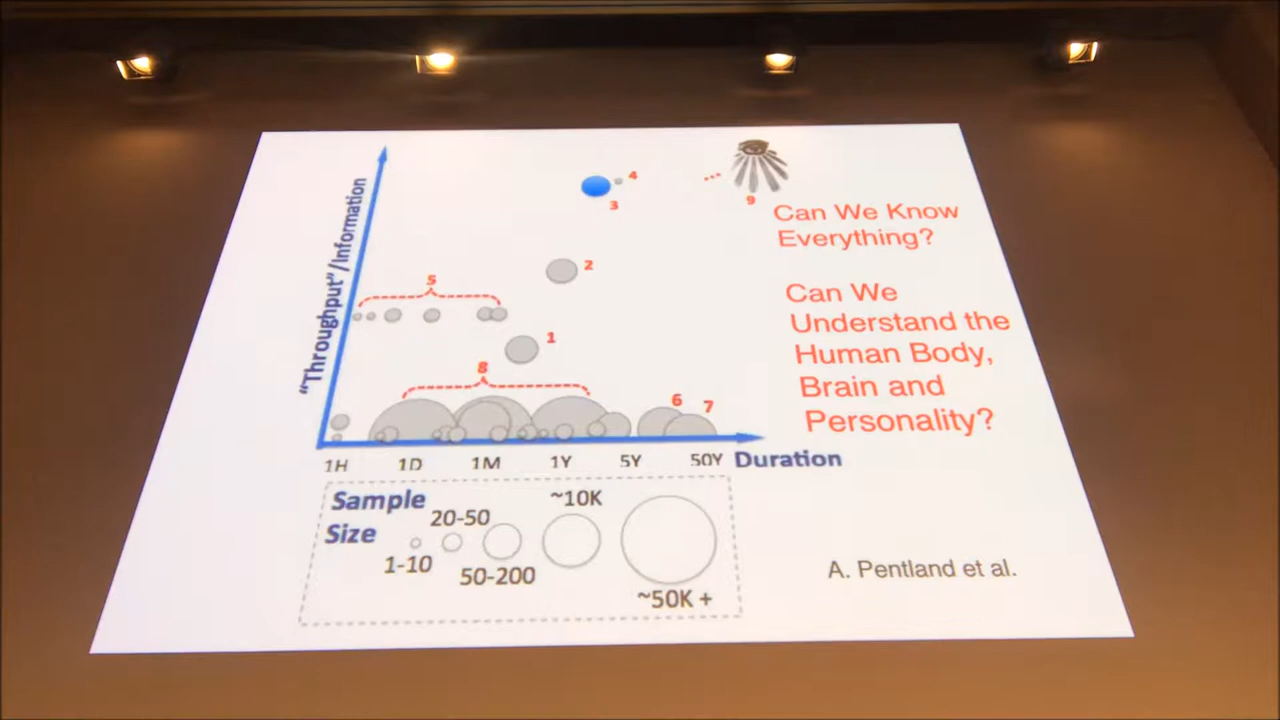 "Throughput"/Information
4
3
9
2
5
1
8
6
7
1H
1D
1M
1Y
5Y
50Y
Duration
Sample
Size
1-10
20-50
50-200
~10K
~50K +
Can We Know
Everything?
Can We
Understand the
Human Body,
Brain and
Personality?
A. Pentland et al.